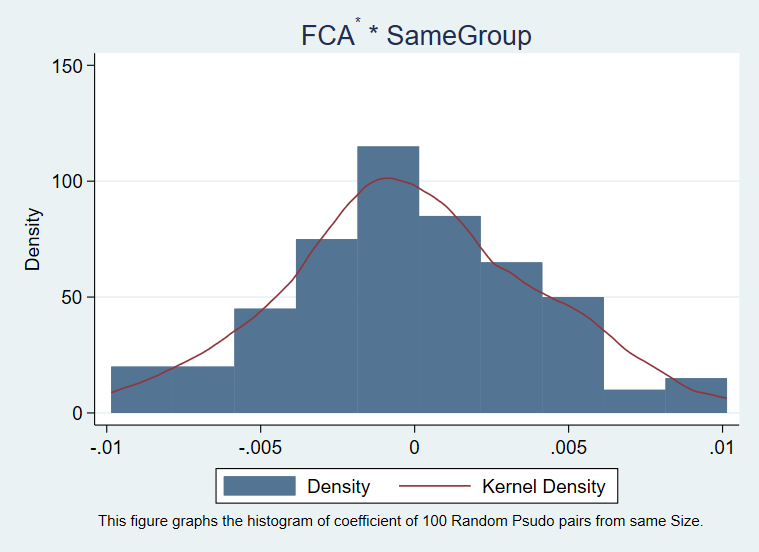 FCA* * SameGroup
150
100
50
0
Density
-.01 -.005 0 .005 .01
Density Kernel Density
This figure graphs the histogram of coefficient of 100 Random Psudo pairs from same Size.